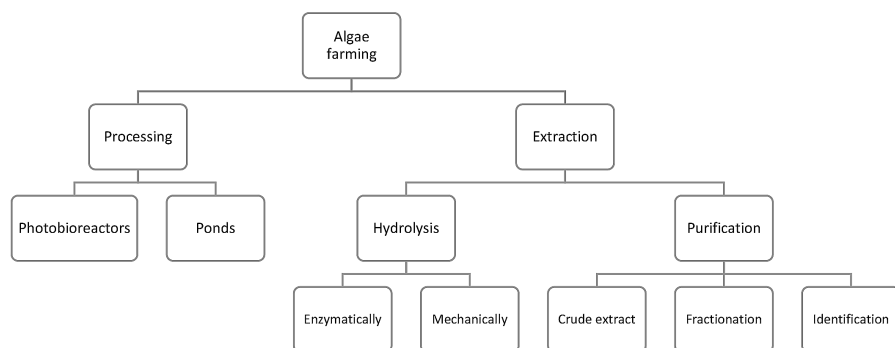 Algae
farming
Processing
Extraction
Photobioreactors
Ponds
Hydrolysis
Purification
Enzymatically
Mechanically
Crude extract
Fractionation
Identification